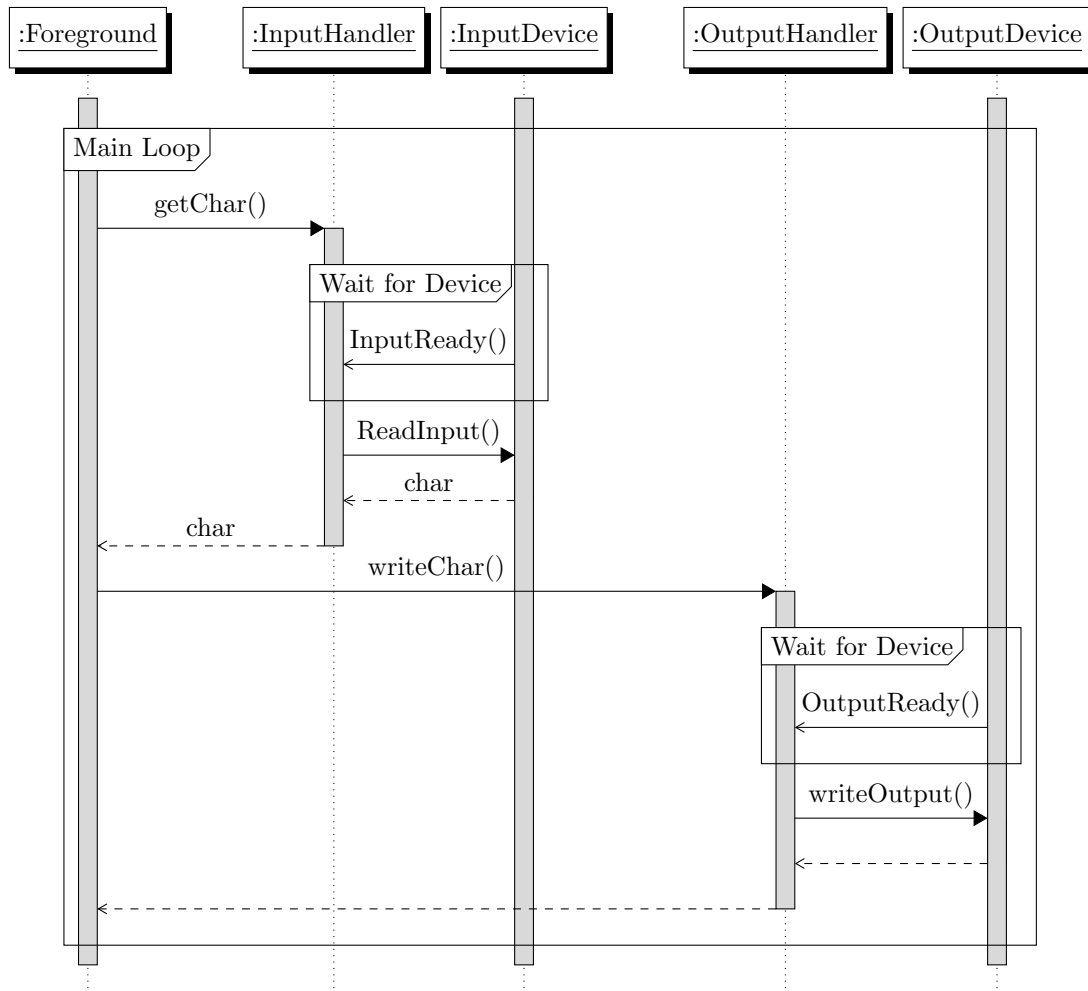 :Foreground
:InputHandler
:InputDevice
:OutputHandler
:OutputDevice
Main Loop
getChar()
Wait for Device
InputReady()
ReadInput()
char
char
writeChar()
Wait for Device
OutputReady()
writeOutput()